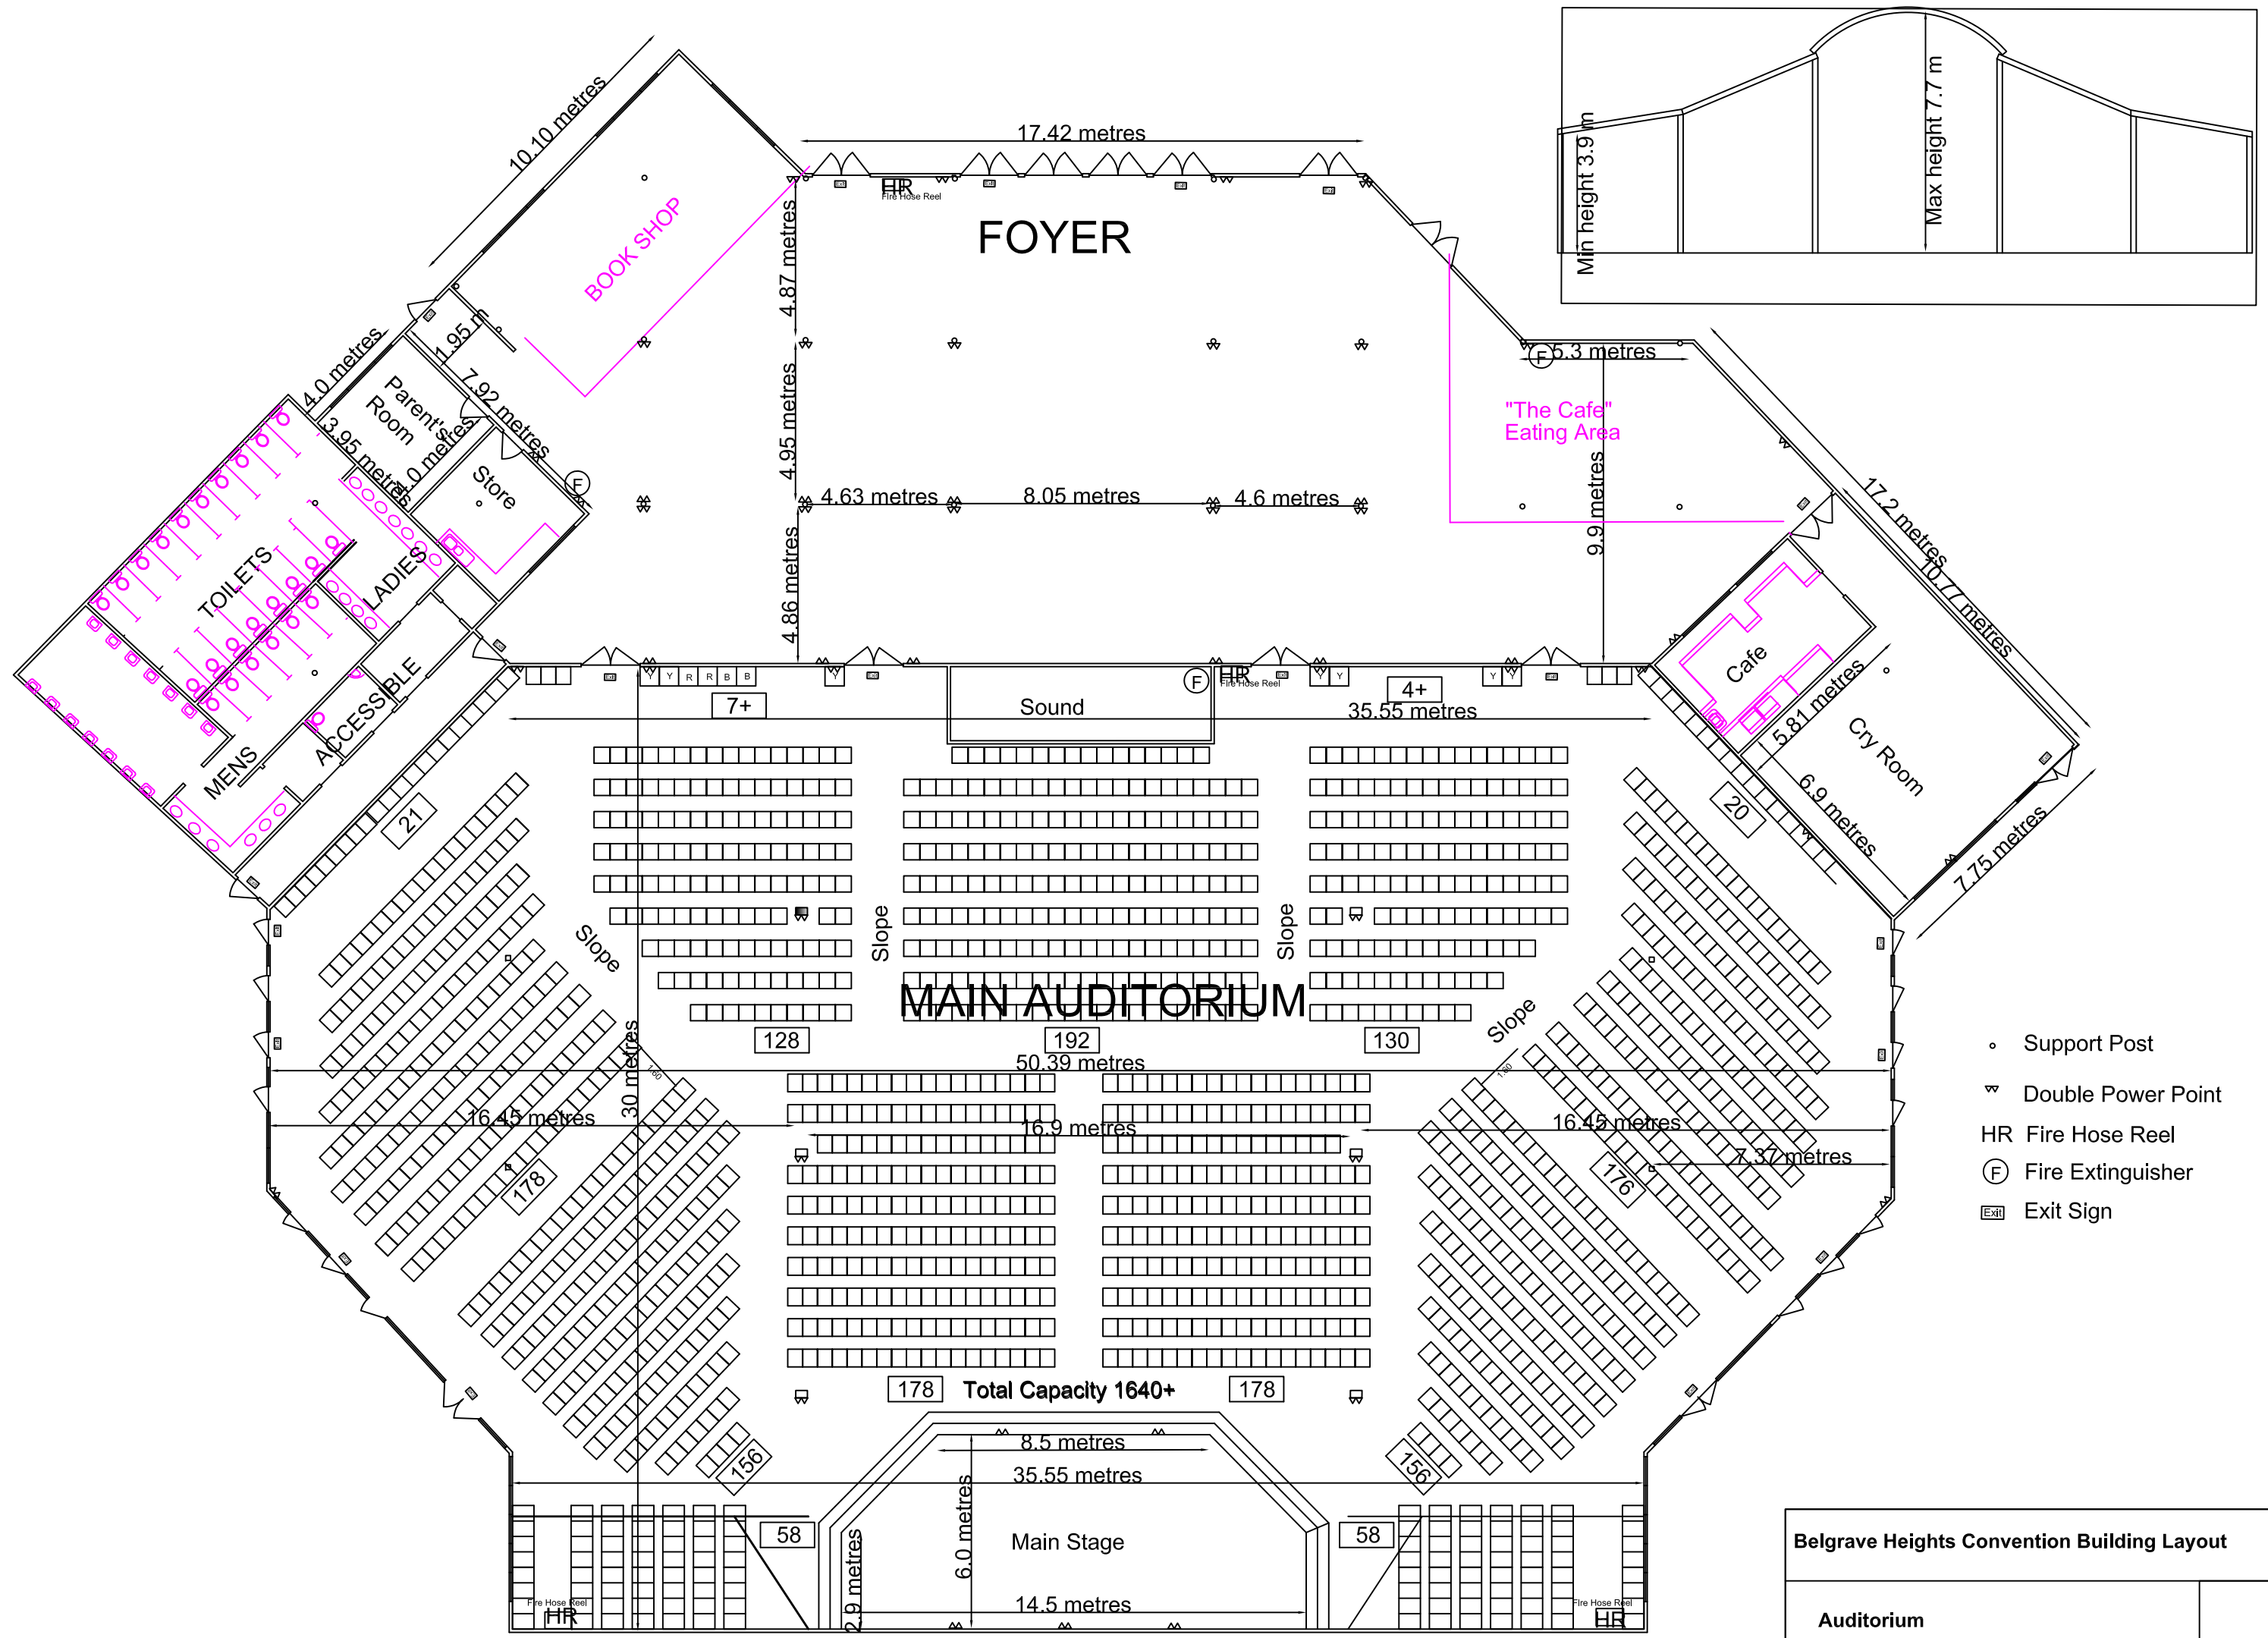 17.42 metres
10.10 metres
Max height 7.7 m
Min height 3.9 m
HR
Fire Hose Reel
FOYER
BOOK SHOP
4.87 metres
1.95 m
4.0 metres
5.3 metres
F
7.92 metres
Parent's
Room
"The Cafe"
Eating Area
3.95 metres
4.95 metres
Store
F
4.63 metres
8.05 metres
4.6 metres
9.9 metres
17.2 metres
10.77 metres
TOILETS
LADIES
4.86 metres
ACCESSIBLE
MENS
Y Y R R B B
Y
F
HR
Fire Hose Reel
Y Y
Y Y
7+
Sound
4+
35.55 metres
Cafe
5.81 metres
Cry Room
6.9 metres
7.75 metres
21
20
Slope
Slope
Slope
Slope
MAIN AUDITORIUM
128
192
130
50.39 metres
30 metres
1.60
1.60
16.45 metres
16.9 metres
16.45 metres
7.37 metres
178
176
Support Post
Double Power Point
HR Fire Hose Reel
F Fire Extinguisher
Exit Exit Sign
178
Total Capacity 1640+
178
8.5 metres
156
156
35.55 metres
58
58
6.0 metres
Main Stage
2.9 metres
14.5 metres
Fire Hose Reel
HR
Fire Hose Reel
HR
Belgrave Heights Convention Building Layout
Auditorium